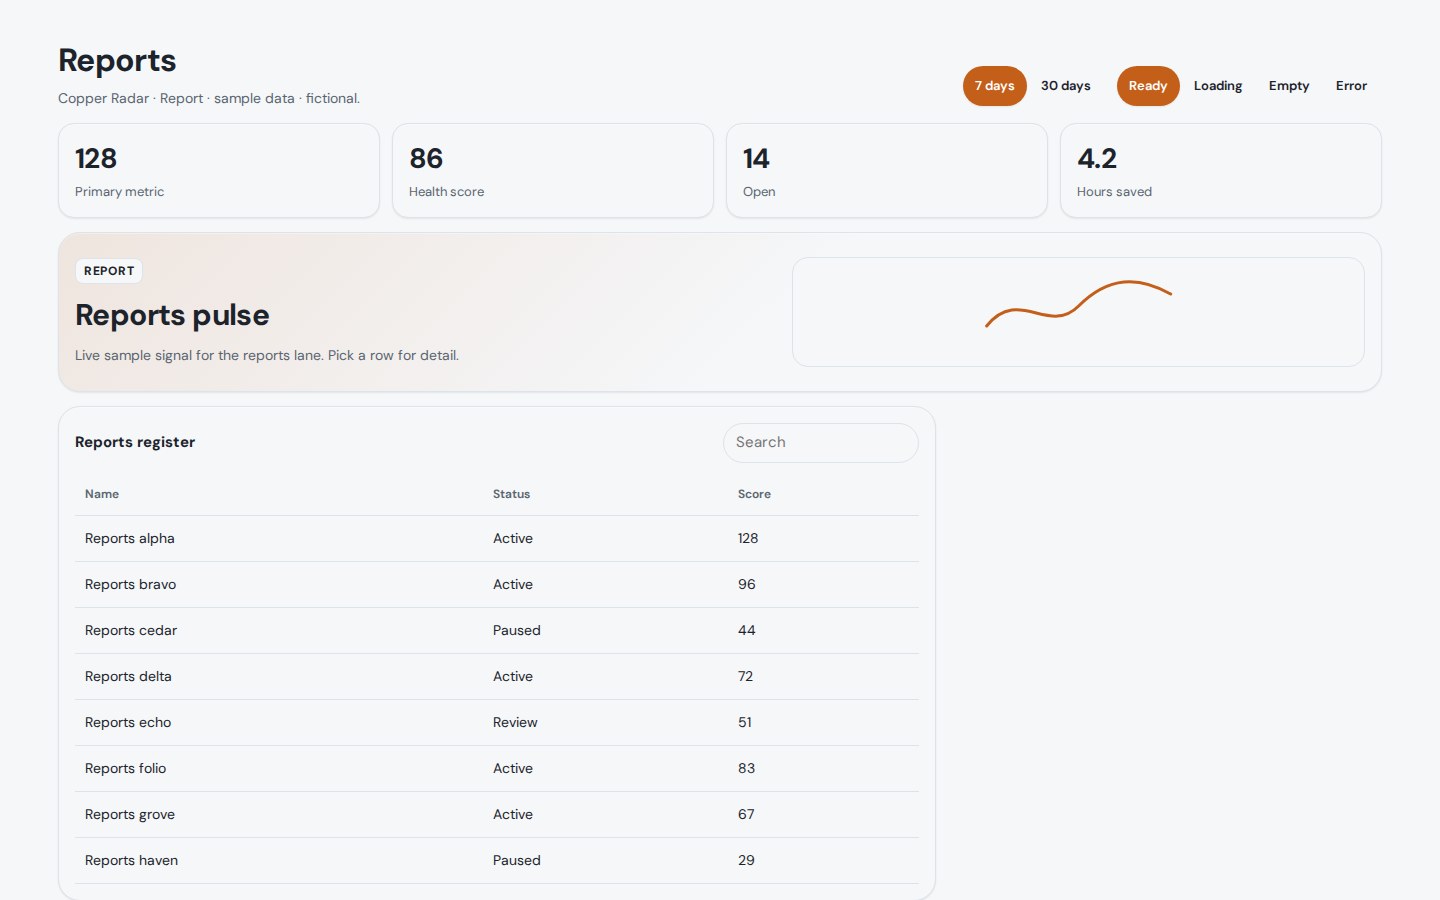 Reports
Copper Radar · Report · sample data · fictional.
7 days 30 days Ready Loading Empty Error
128
Primary metric
86
Health score
14
Open
4.2
Hours saved
REPORT
Reports pulse
Live sample signal for the reports lane. Pick a row for detail.
Reports register
Search
Name Status Score
Reports alpha Active 128
Reports bravo Active 96
Reports cedar Paused 44
Reports delta Active 72
Reports echo Review 51
Reports folio Active 83
Reports grove Active 67
Reports haven Paused 29